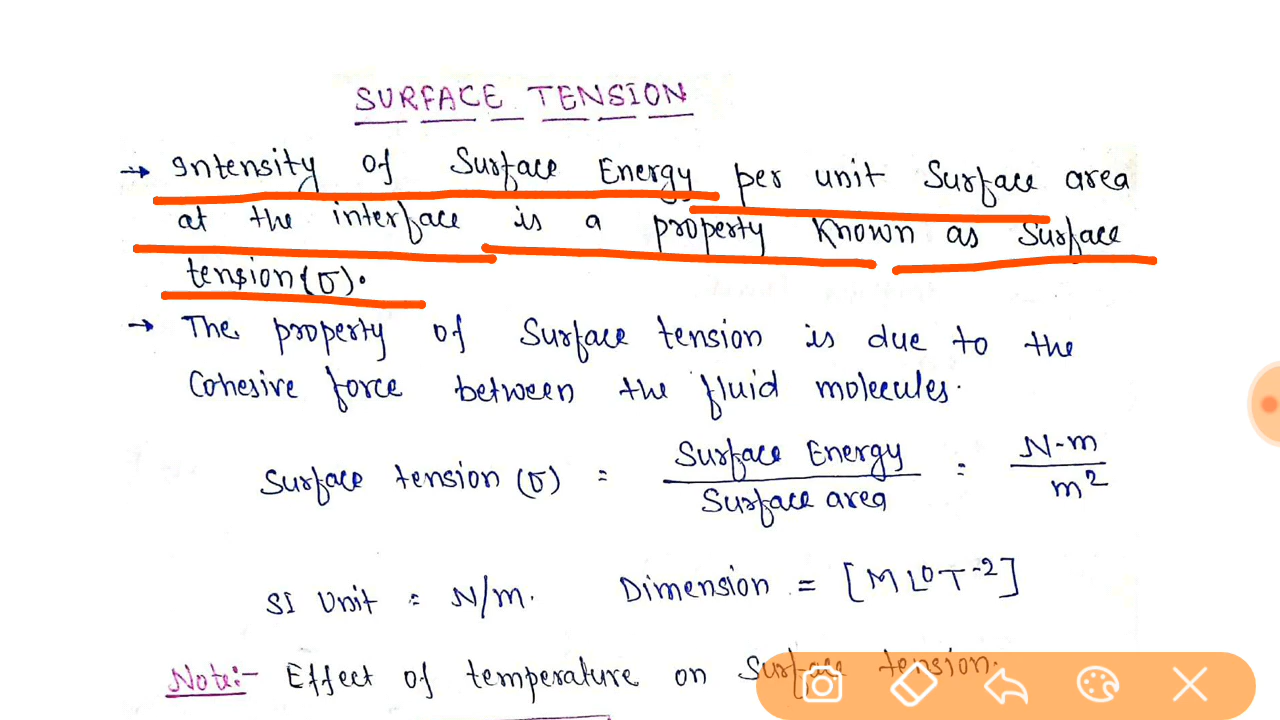 SURFACE TENSION
→ Intensity of Surface Energy per unit Surface area
at the interface is a property known as Surface
tension (σ).
→ The property of Surface tension is due to the
Cohesive force between the fluid molecules.
Surface tension (σ) = Surface Energy / Surface area = N-m / m²
SI Unit = N/m. Dimension = [M L⁰ T⁻²]
Note:- Effect of temperature on Surface tension.